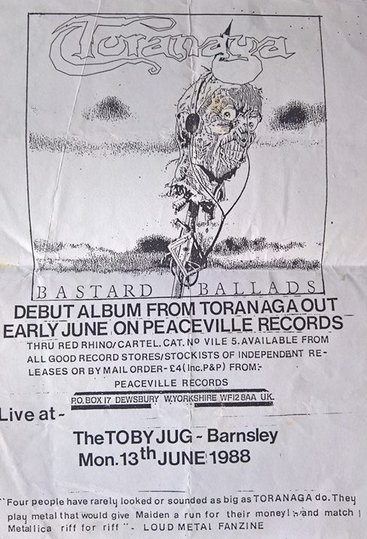 Toranaga
BASTARD BALLADS
DEBUT ALBUM FROM TORANAGA OUT
EARLY JUNE ON PEACEVILLE RECORDS
THRU RED RHINO/CARTEL. CAT. Nº VILE 5. AVAILABLE FROM
ALL GOOD RECORD STORES/STOCKISTS OF INDEPENDENT RE-
LEASES OR BY MAIL ORDER- £4(Inc.P&P) FROM:-
PEACEVILLE RECORDS
P.O. BOX 17 DEWSBURY W.YORKSHIRE WF12 8AA U.K.
Live at-
The TOBY JUG - Barnsley
Mon. 13th JUNE 1988
"Four people have rarely looked or sounded as big as TORANAGA do. They
play metal that would give Maiden a run for their money! and match
Metallica riff for riff" - LOUD METAL FANZINE